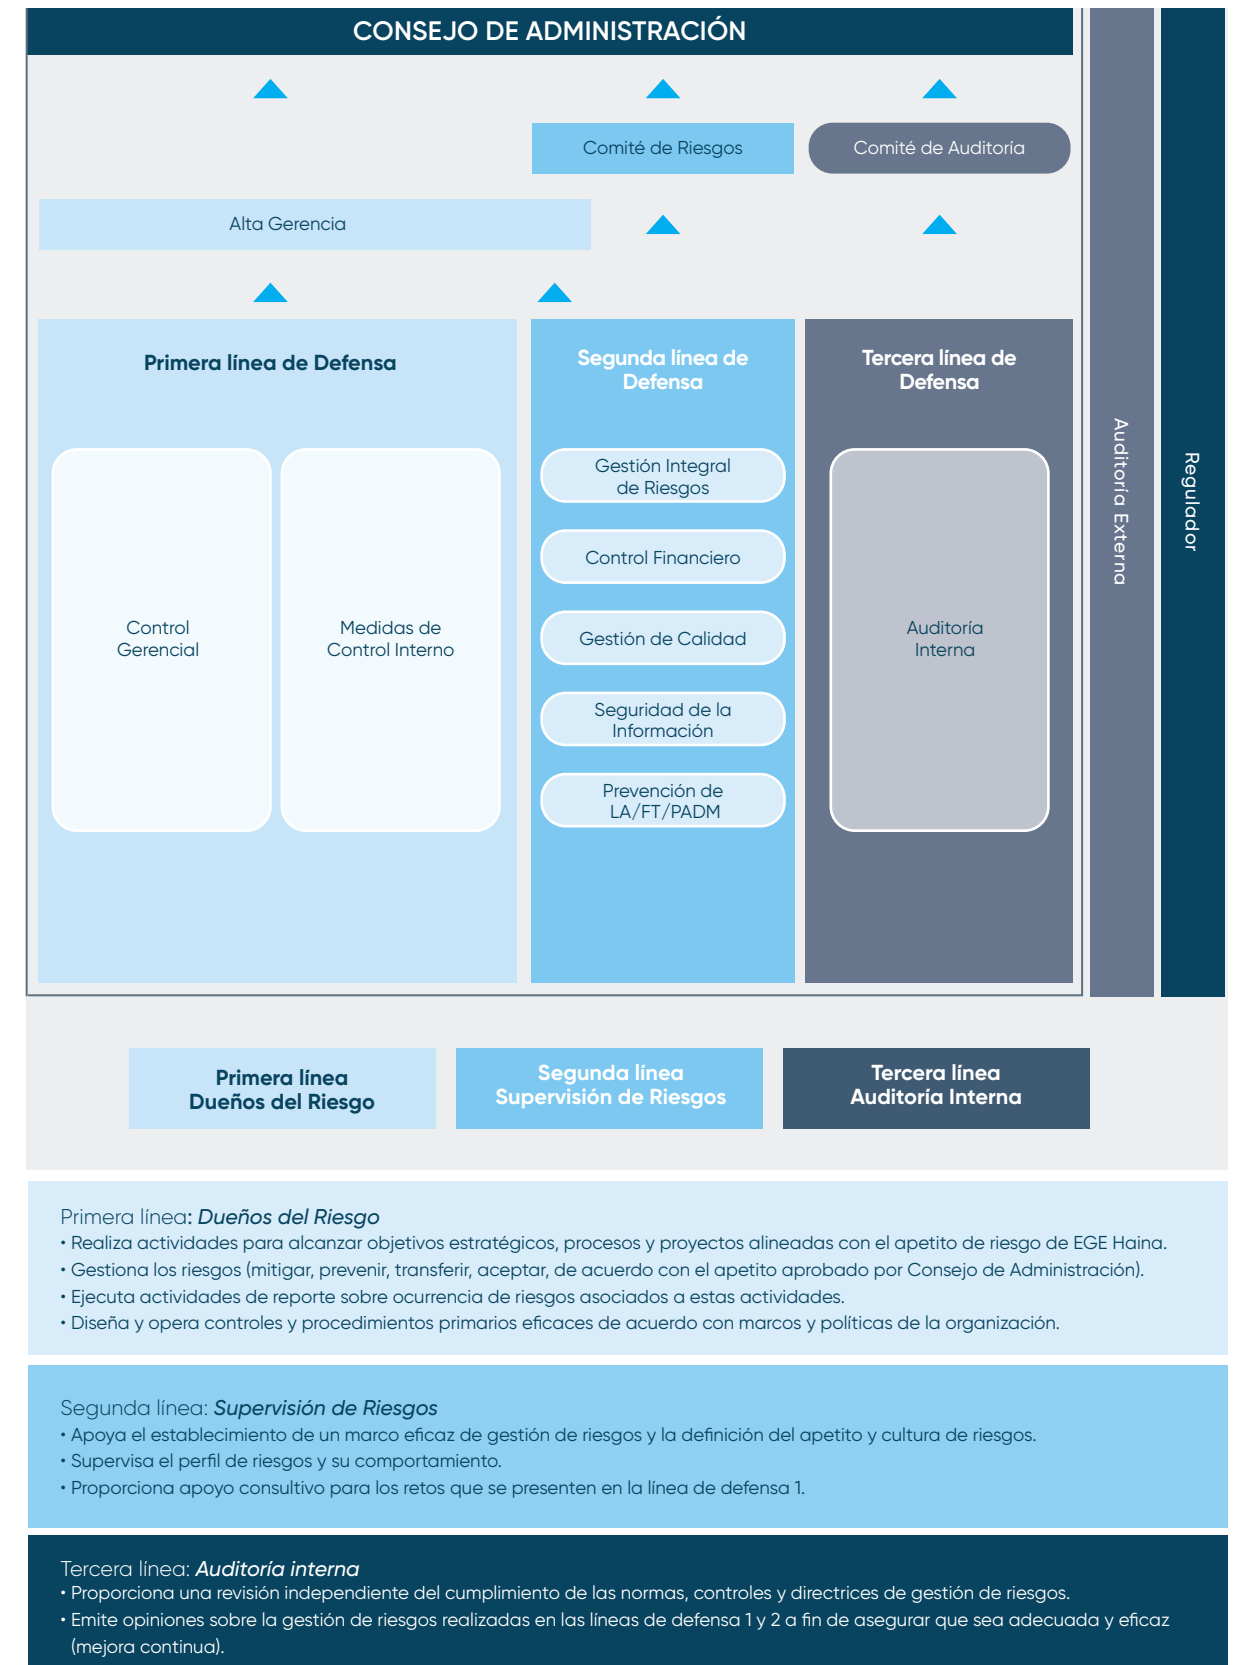 CONSEJO DE ADMINISTRACIÓN
Comité de Riesgos
Comité de Auditoría
Alta Gerencia
Primera línea de Defensa
Control
Gerencial
Medidas de
Control Interno
Segunda línea de
Defensa
Gestión Integral
de Riesgos
Control Financiero
Gestión de Calidad
Seguridad de la
Información
Prevención de
LA/FT/PADM
Tercera línea de
Defensa
Auditoría
Interna
Auditoría Externa
Regulador
Primera línea
Dueños del Riesgo
Segunda línea
Supervisión de Riesgos
Tercera línea
Auditoría Interna
Primera línea: Dueños del Riesgo
• Realiza actividades para alcanzar objetivos estratégicos, procesos y proyectos alineadas con el apetito de riesgo de EGE Haina.
• Gestiona los riesgos (mitigar, prevenir, transferir, aceptar, de acuerdo con el apetito aprobado por Consejo de Administración).
• Ejecuta actividades de reporte sobre ocurrencia de riesgos asociados a estas actividades.
• Diseña y opera controles y procedimientos primarios eficaces de acuerdo con marcos y políticas de la organización.
Segunda línea: Supervisión de Riesgos
• Apoya el establecimiento de un marco eficaz de gestión de riesgos y la definición del apetito y cultura de riesgos.
• Supervisa el perfil de riesgos y su comportamiento.
• Proporciona apoyo consultivo para los retos que se presenten en la línea de defensa 1.
Tercera línea: Auditoría interna
• Proporciona una revisión independiente del cumplimiento de las normas, controles y directrices de gestión de riesgos.
• Emite opiniones sobre la gestión de riesgos realizadas en las líneas de defensa 1 y 2 a fin de asegurar que sea adecuada y eficaz
(mejora continua).